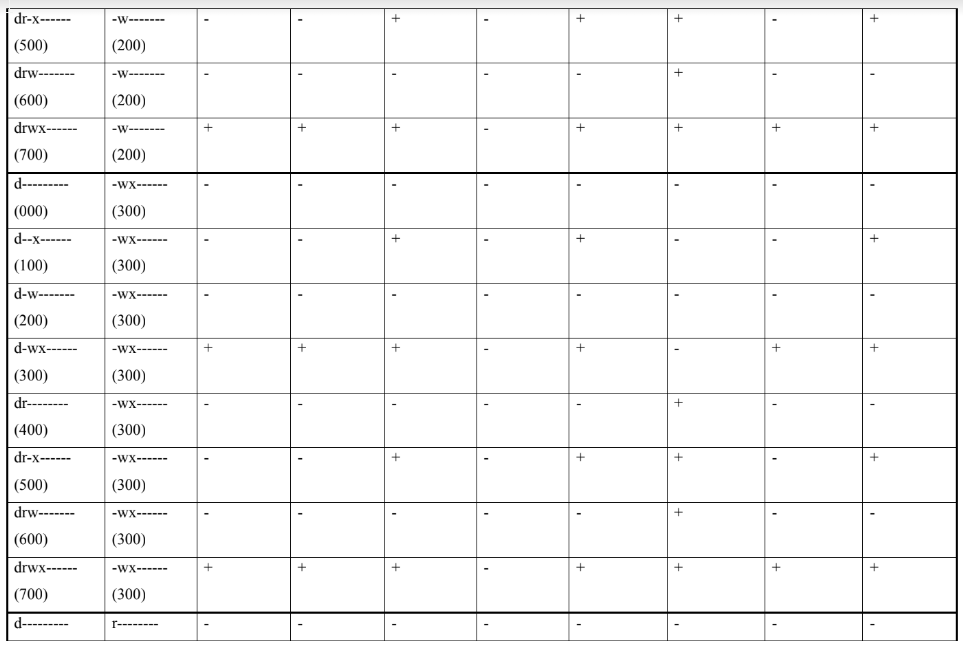 dr-x------ -w------- - - + - + + - +
(500) (200)
drw------- -w------- - - - - - + - -
(600) (200)
drwx------ -w------- + + + - + + + +
(700) (200)
d--------- -wx------ - - - - - - - -
(000) (300)
d--x------ -wx------ - - + - + - - +
(100) (300)
d-w------- -wx------ - - - - - - - -
(200) (300)
d-wx------ -wx------ + + + - + - + +
(300) (300)
dr-------- -wx------ - - - - - + - -
(400) (300)
dr-x------ -wx------ - - + - + + - +
(500) (300)
drw------- -wx------ - - - - - + - -
(600) (300)
drwx------ -wx------ + + + - + + + +
(700) (300)
d--------- r-------- - - - - - - - -